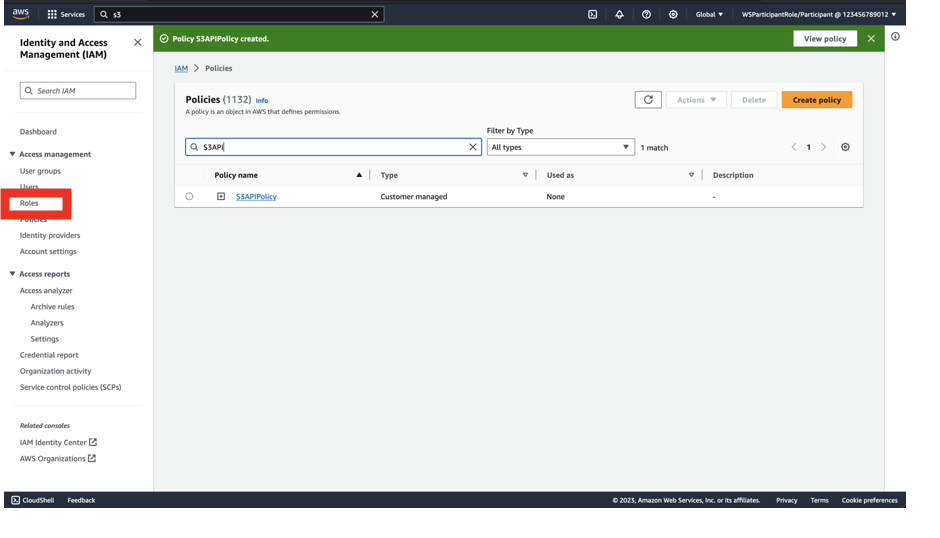 aws
Services
s3
Global ▼
WSParticipantRole/Participant @ 123456789012 ▼
Identity and Access
Management (IAM)
Search IAM
Dashboard
Access management
User groups
Users
Roles
Policies
Identity providers
Account settings
Access reports
Access analyzer
Archive rules
Analyzers
Settings
Credential report
Organization activity
Service control policies (SCPs)
Related consoles
IAM Identity Center
AWS Organizations
Policy S3APIPolicy created.
View policy
IAM > Policies
Policies (1132) Info
A policy is an object in AWS that defines permissions.
Actions ▼
Delete
Create policy
Filter by Type
S3API
All types
1 match
1
Policy name
Type
Used as
Description
S3APIPolicy
Customer managed
None
-
CloudShell
Feedback
© 2023, Amazon Web Services, Inc. or its affiliates.
Privacy
Terms
Cookie preferences